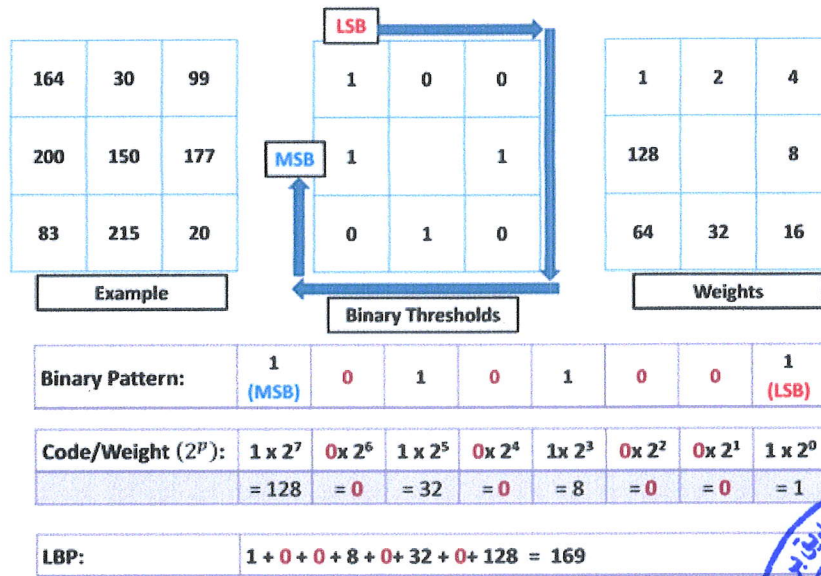 LSB
164 30 99
200 150 177
83 215 20
Example
1 0 0
MSB 1 1
0 1 0
Binary Thresholds
1 2 4
128 8
64 32 16
Weights
Binary Pattern: 1 (MSB) 0 1 0 1 0 0 1 (LSB)
Code/Weight (2ᵖ): 1 x 2⁷ 0x 2⁶ 1 x 2⁵ 0x 2⁴ 1x 2³ 0x 2² 0x 2¹ 1 x 2⁰
= 128 = 0 = 32 = 0 = 8 = 0 = 0 = 1
LBP: 1 + 0 + 0 + 8 + 0+ 32 + 0+ 128 = 169